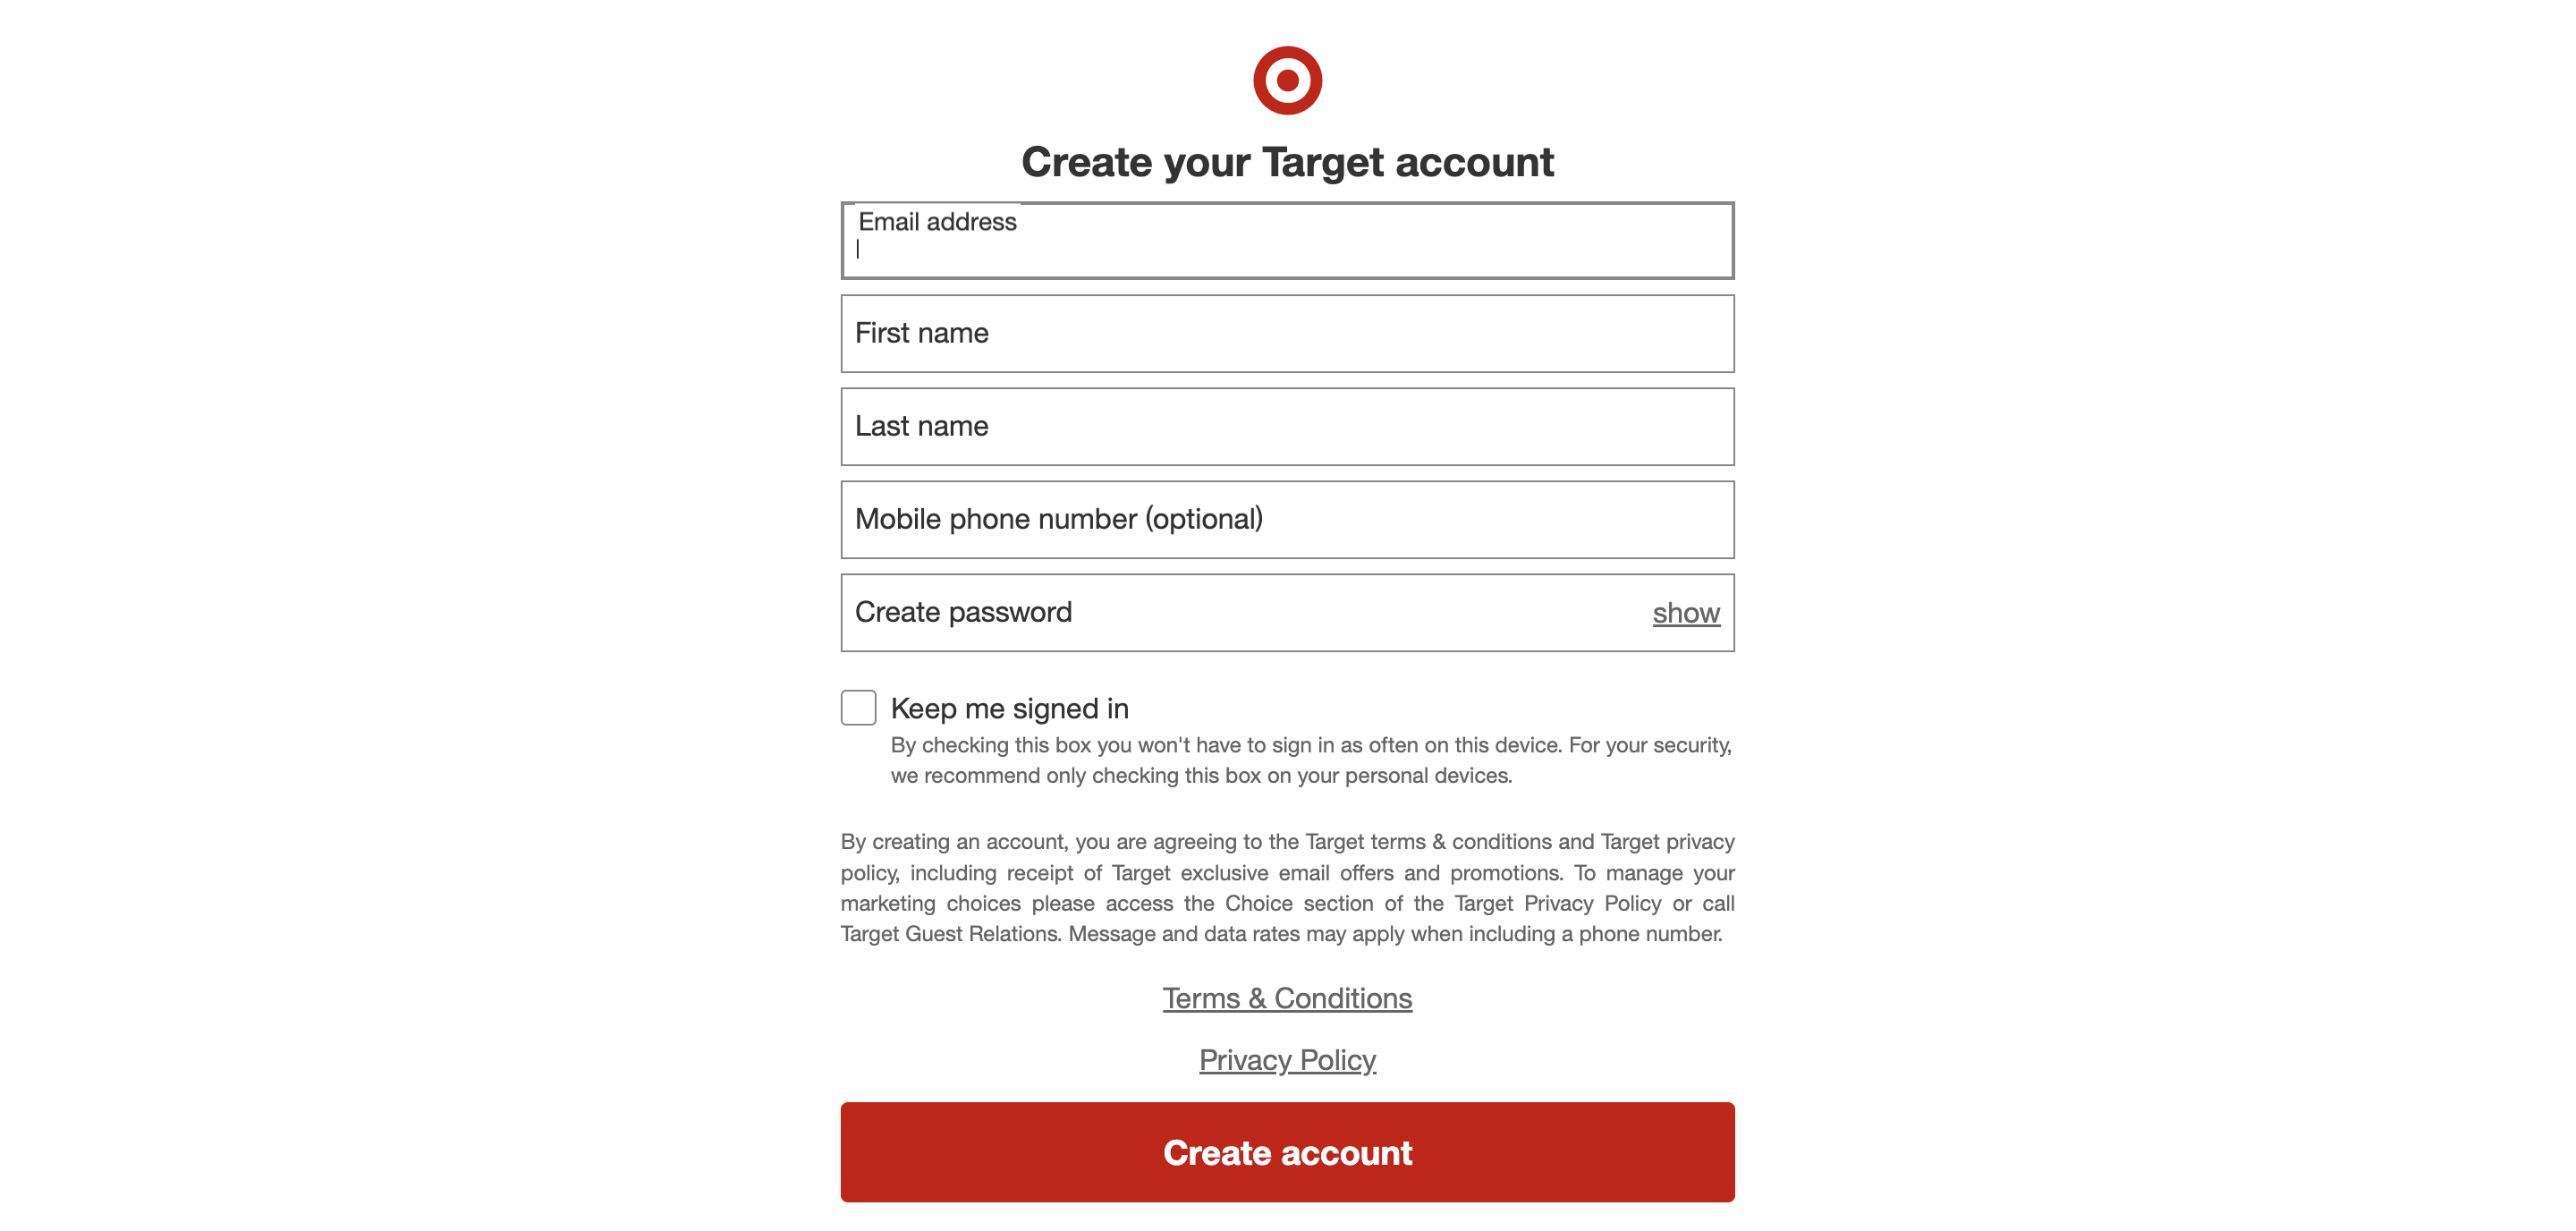 Create your Target account
Email address
First name
Last name
Mobile phone number (optional)
Create password
show
Keep me signed in
By checking this box you won't have to sign in as often on this device. For your security,
we recommend only checking this box on your personal devices.
By creating an account, you are agreeing to the Target terms & conditions and Target privacy
policy, including receipt of Target exclusive email offers and promotions. To manage your
marketing choices please access the Choice section of the Target Privacy Policy or call
Target Guest Relations. Message and data rates may apply when including a phone number.
Terms & Conditions
Privacy Policy
Create account